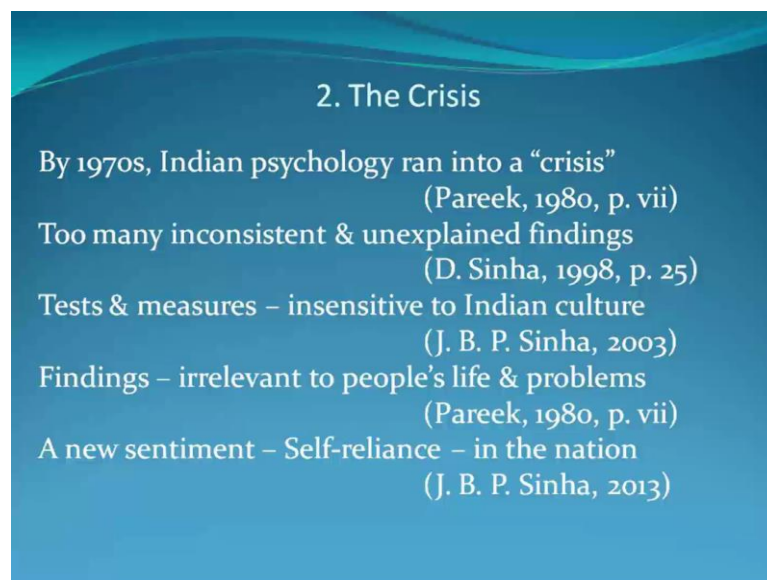 2. The Crisis
By 1970s, Indian psychology ran into a “crisis”
(Pareek, 1980, p. vii)
Too many inconsistent & unexplained findings
(D. Sinha, 1998, p. 25)
Tests & measures – insensitive to Indian culture
(J. B. P. Sinha, 2003)
Findings – irrelevant to people’s life & problems
(Pareek, 1980, p. vii)
A new sentiment – Self-reliance – in the nation
(J. B. P. Sinha, 2013)